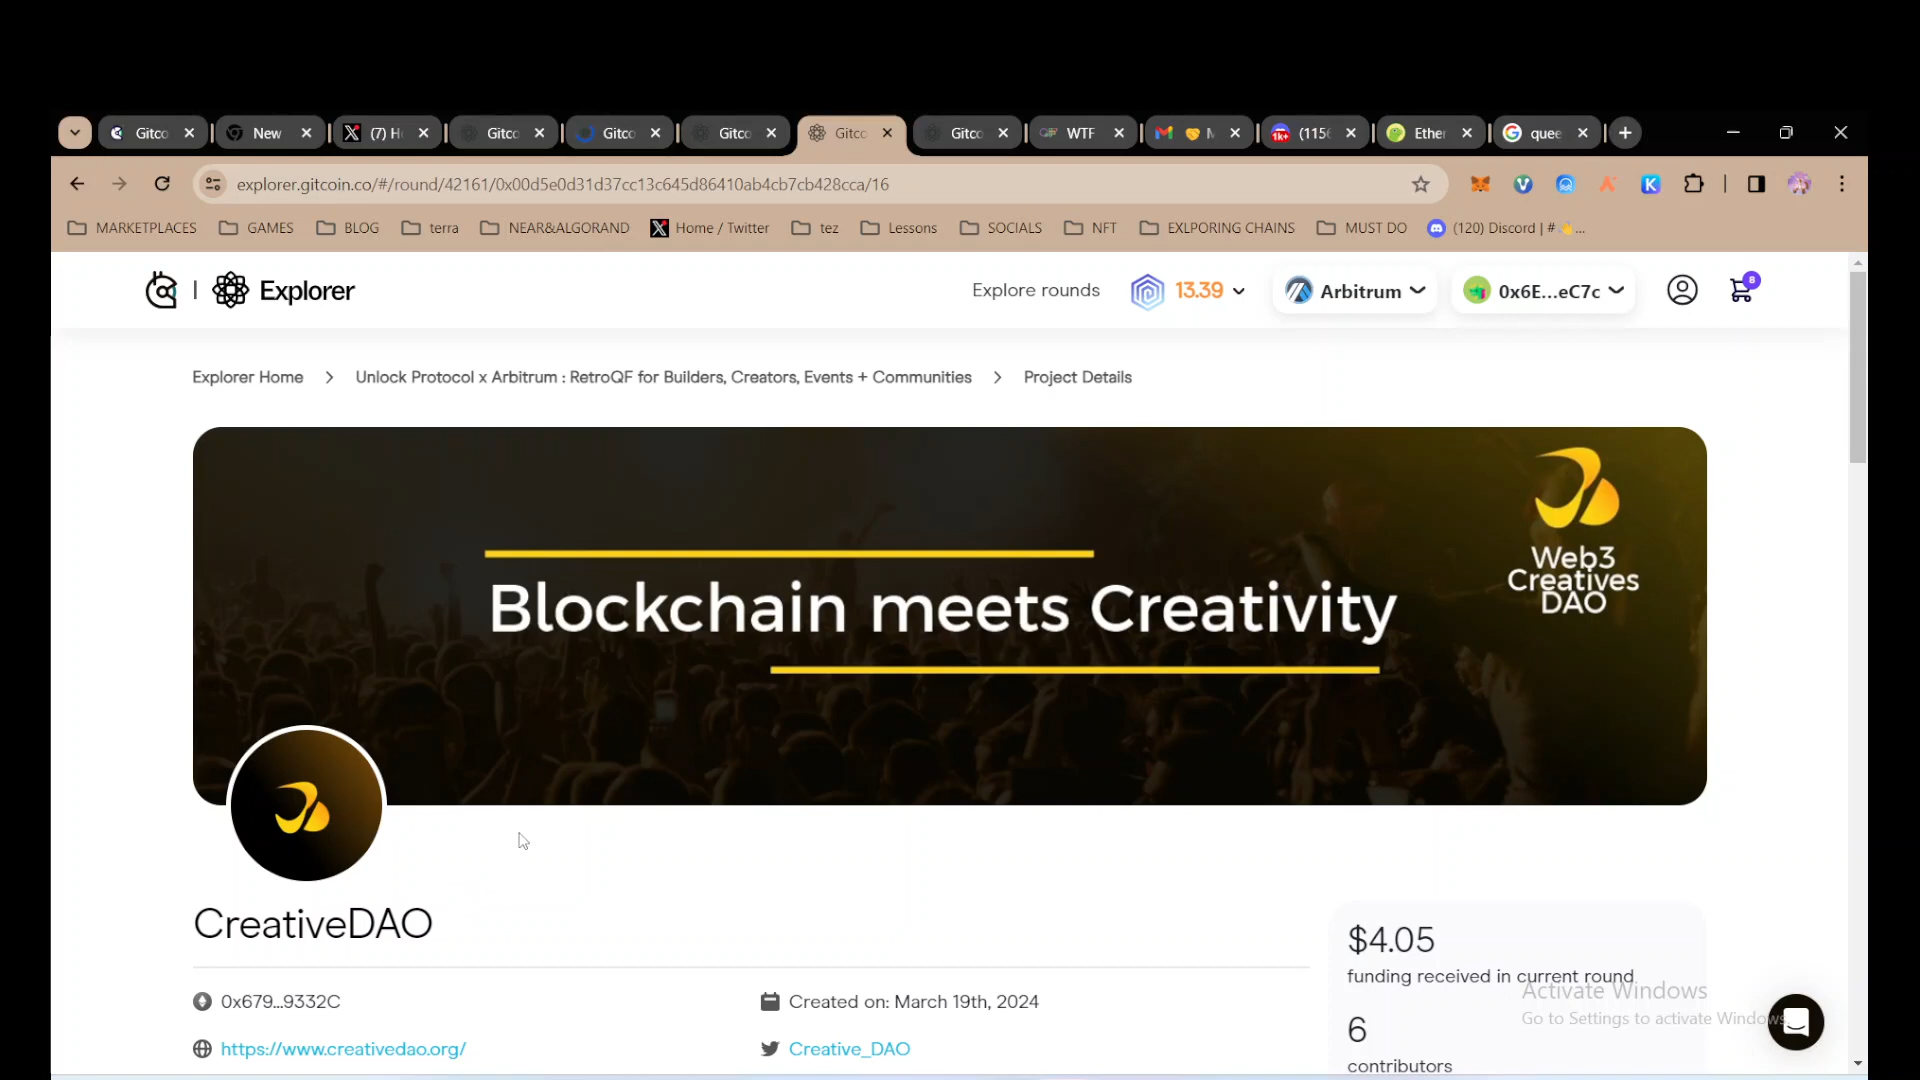 Gitco
New
(7) H
Gitco
Gitco
Gitco
Gitco
Gitco
WTF
M
1k+ (1156
Ether
quee
explorer.gitcoin.co/#/round/42161/0x00d5e0d31d37cc13c645d86410ab4cb7cb428cca/16
MARKETPLACES GAMES BLOG terra NEAR&ALGORAND Home / Twitter tez Lessons SOCIALS NFT EXLPORING CHAINS MUST DO (120) Discord | # ...
Explorer Explore rounds 13.39 Arbitrum 0x6E...eC7c 8
Explorer Home > Unlock Protocol x Arbitrum : RetroQF for Builders, Creators, Events + Communities > Project Details
Blockchain meets Creativity
Web3
Creatives
DAO
CreativeDAO
0x679...9332C
Created on: March 19th, 2024
https://www.creativedao.org/
Creative_DAO
$4.05
funding received in current round
6
contributors
Activate Windows
Go to Settings to activate Windows